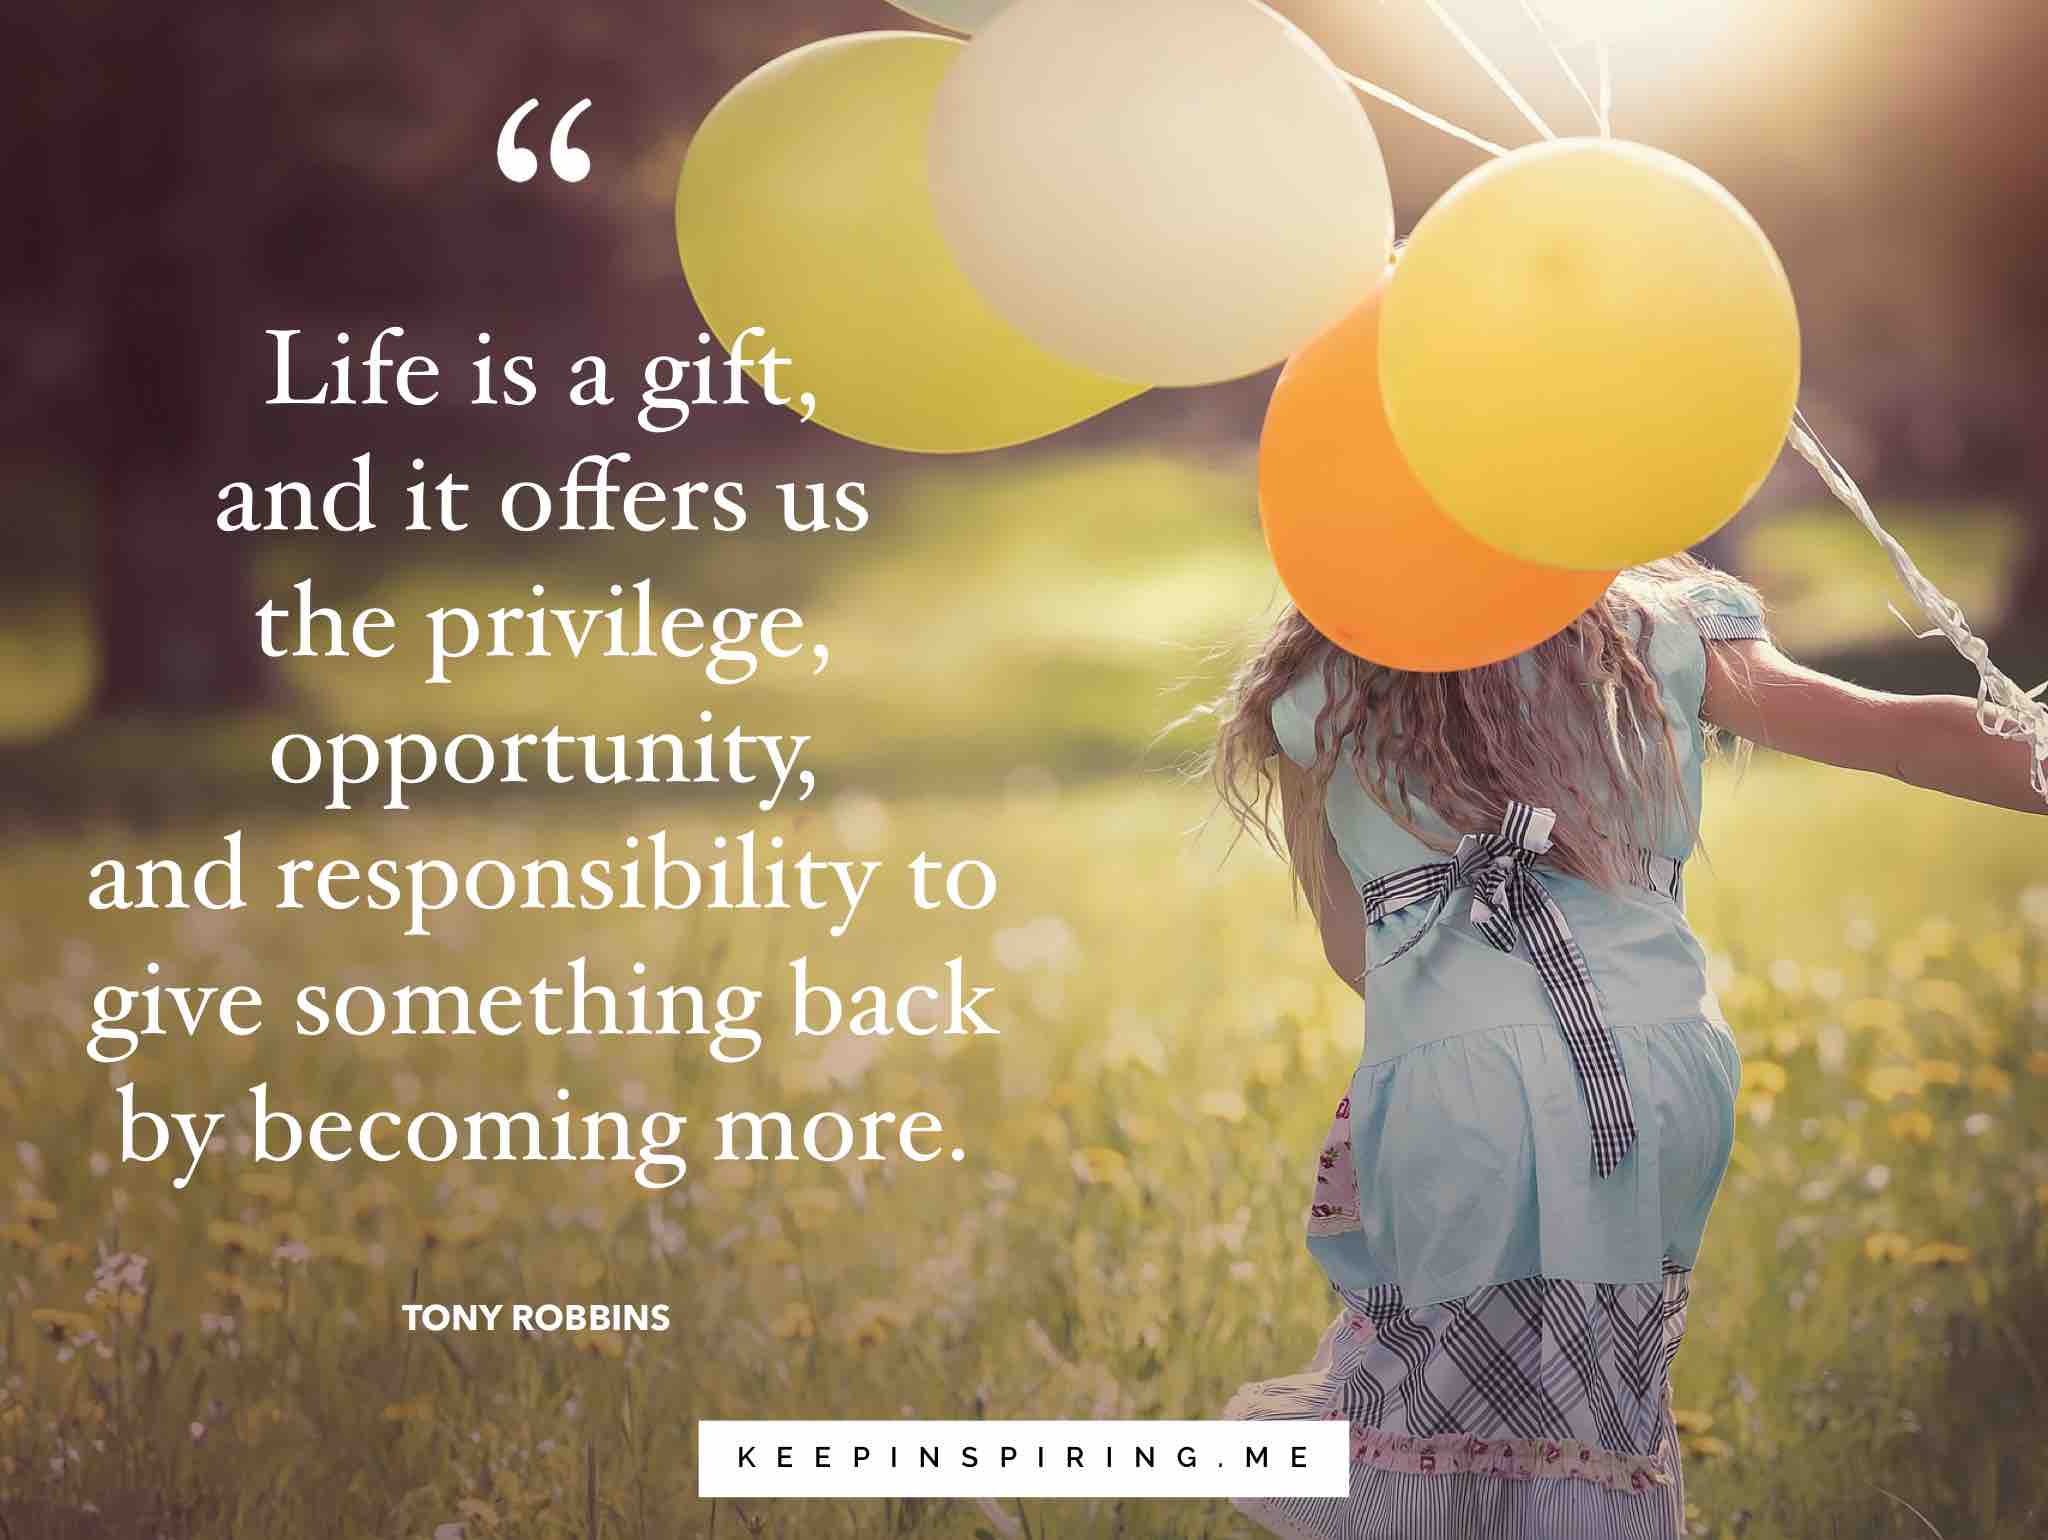 “
Life is a gift,
and it offers us
the privilege,
opportunity,
and responsibility to
give something back
by becoming more.
TONY ROBBINS
KEEPINSPIRING.ME